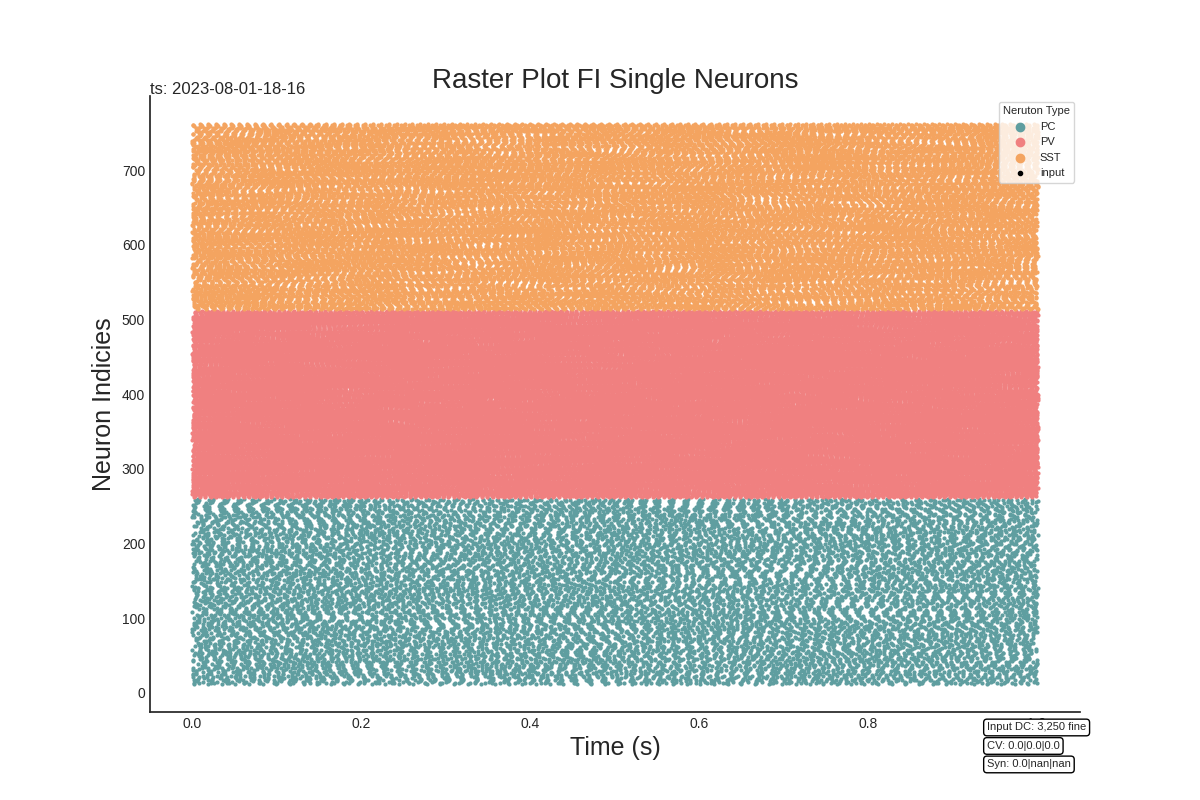 Raster Plot FI Single Neurons
ts: 2023-08-01-18-16
Neruton Type
PC
PV
SST
input
Neuron Indicies
700
600
500
400
300
200
100
0
0.0 0.2 0.4 0.6 0.8
Time (s)
Input DC: 3,250 fine
CV: 0.0|0.0|0.0
Syn: 0.0|nan|nan